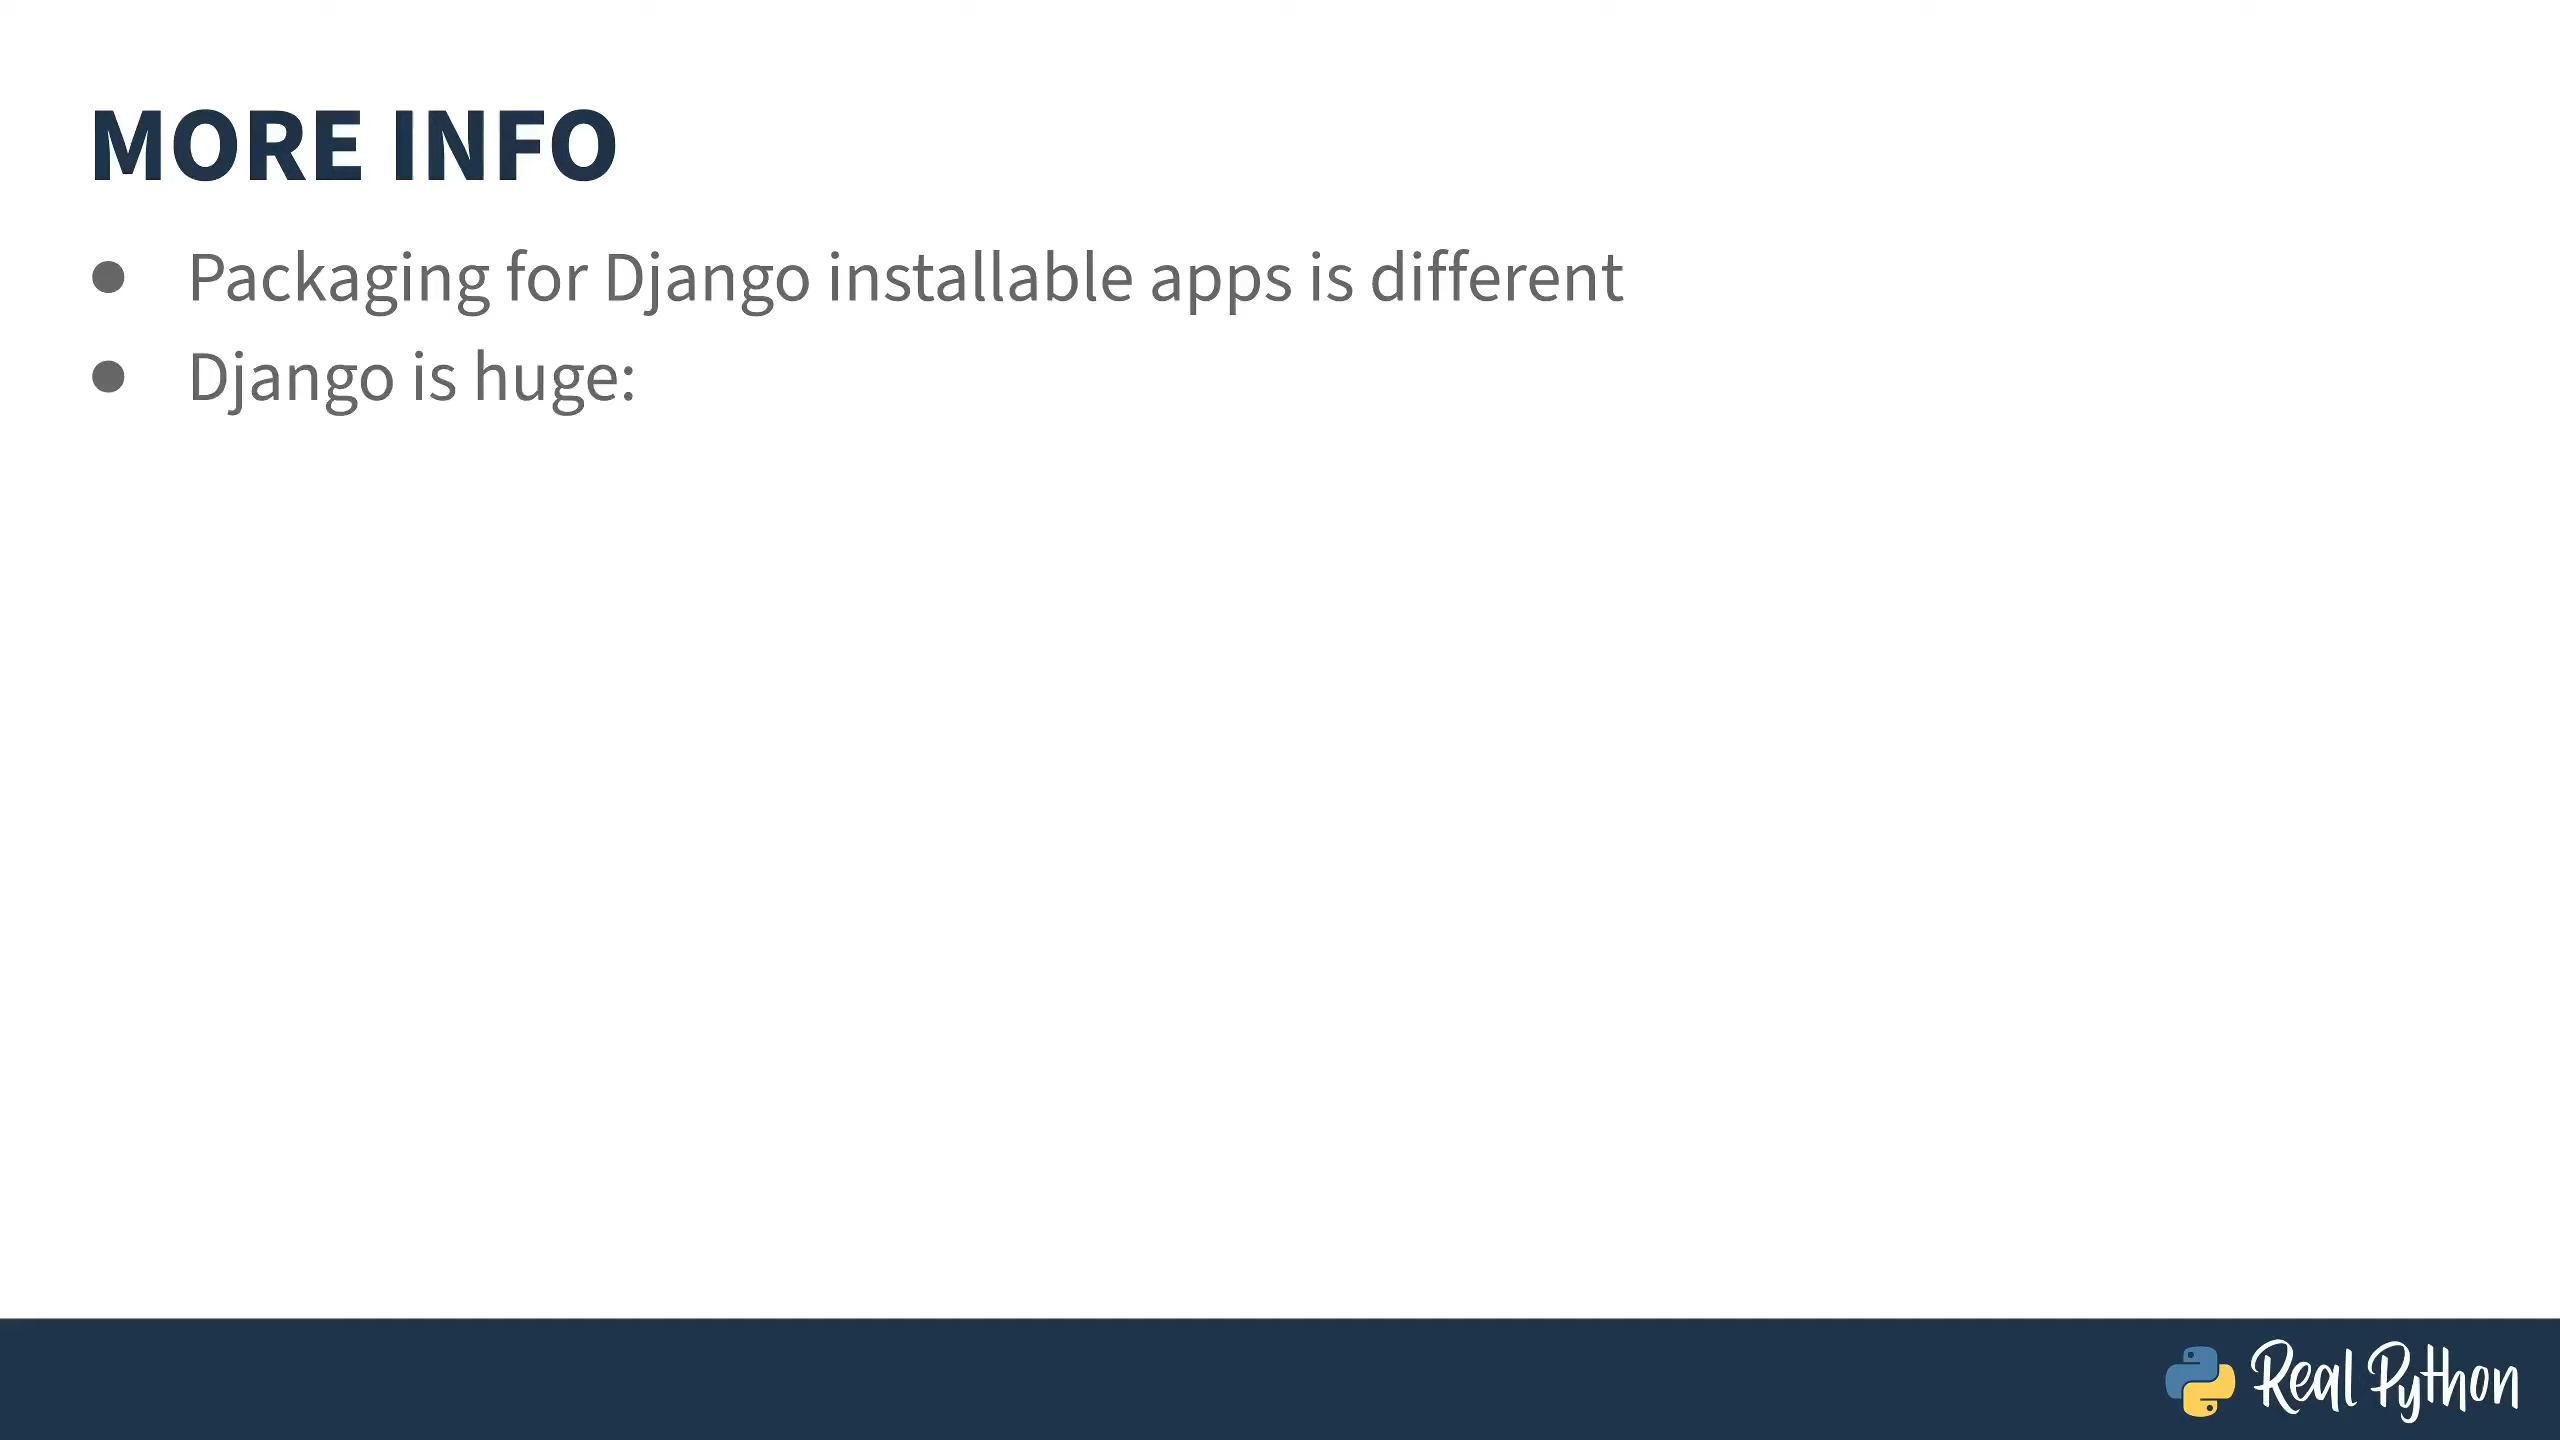 MORE INFO
● Packaging for Django installable apps is different
● Django is huge:
Real Python